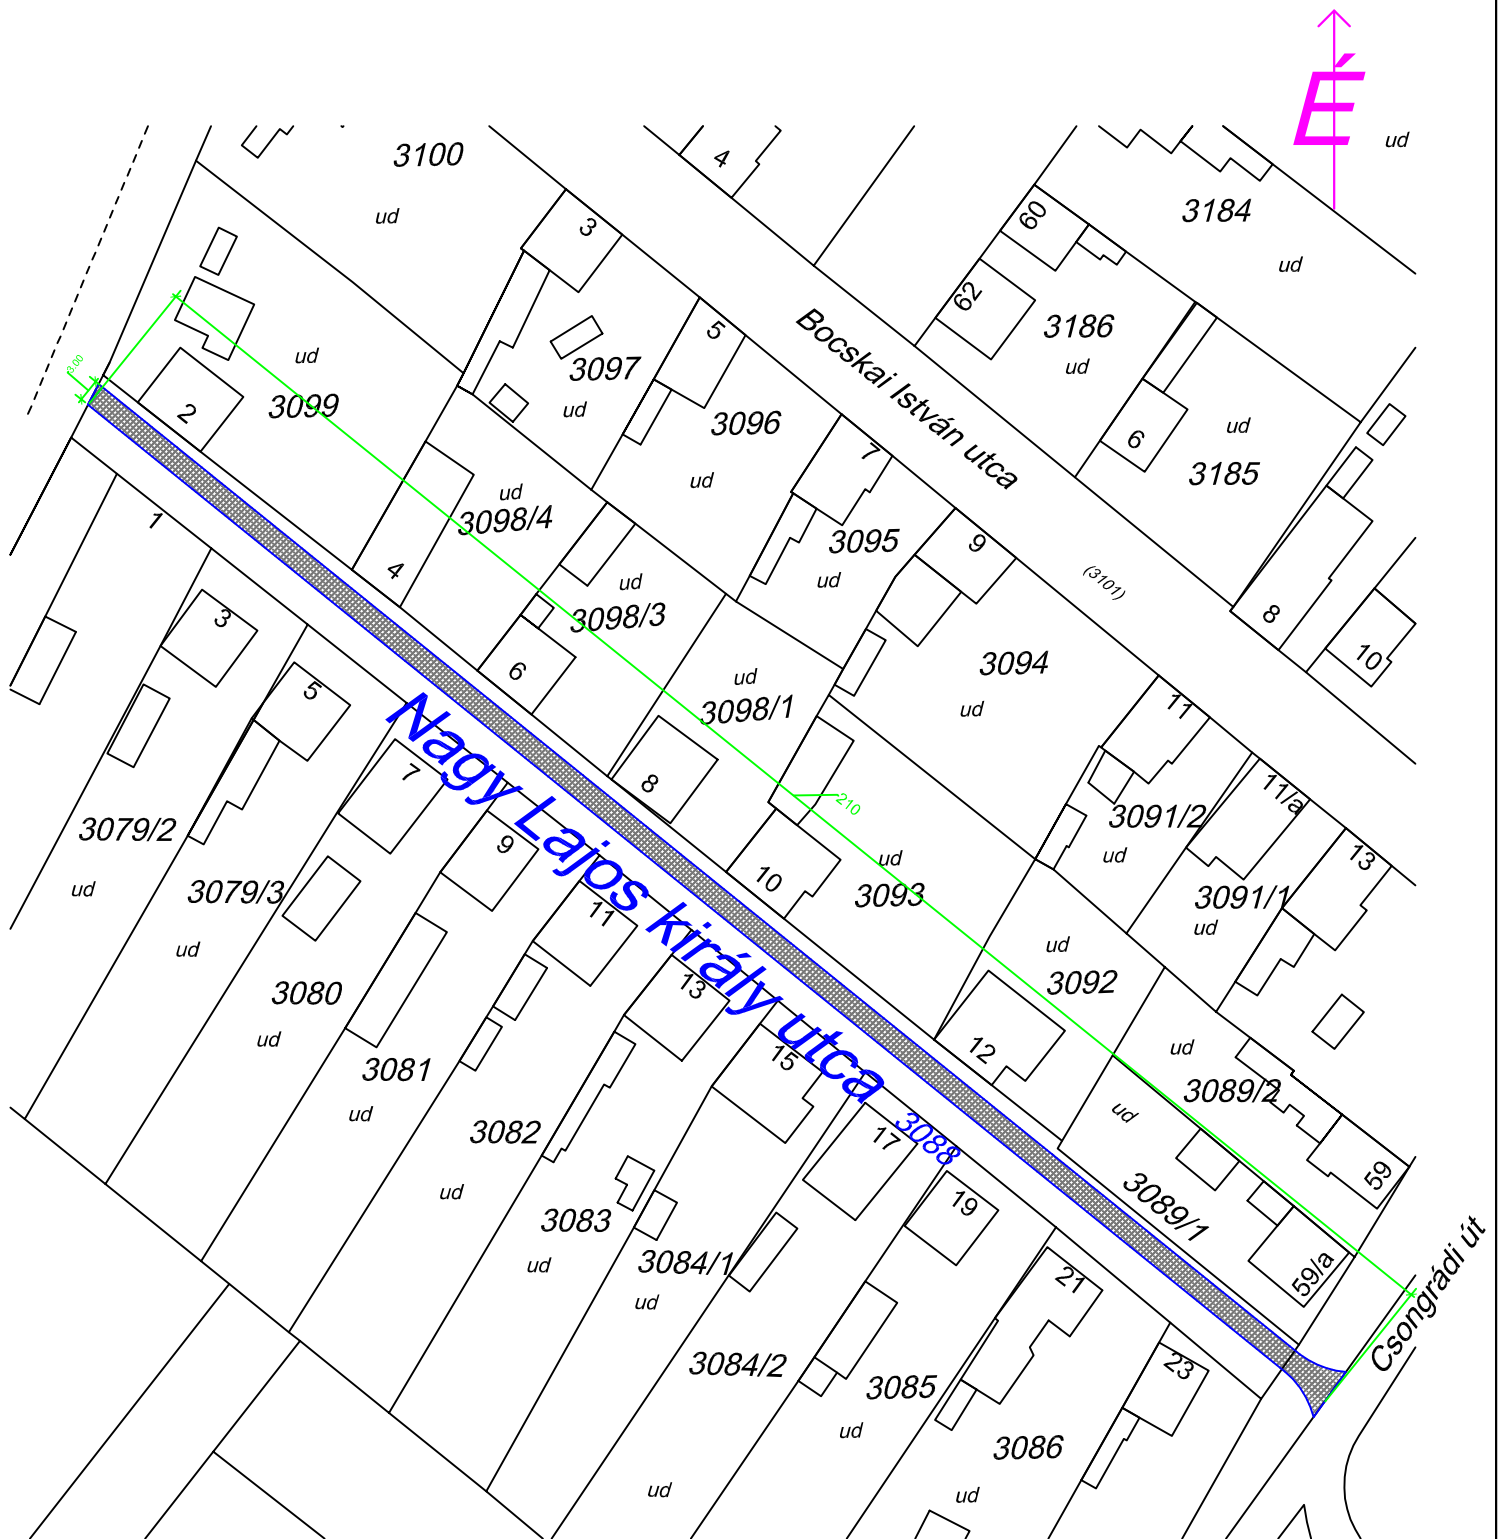 É
ud
3100
4
ud
3184
60
3
ud
62
5
Bocskai István utca
3186
ud
ud
3.00
3097
ud
3099
2
3096
7
6
ud
3185
ud
ud
3098/4
1
3095
9
(3101)
4
ud
ud
3098/3
8
3
10
6
3094
ud
3098/1
ud
5
Nagy Lajos király utca
11
7
8
11/a
210
3091/2
3079/2
9
13
ud
ud
10
3093
ud
3079/3
3091/1
11
ud
ud
ud
3092
13
3080
ud
12
ud
3081
15
3089/2
ud
ud
3082
17
3088
59
ud
3083
19
3089/1
ud
3084/1
21
59/a
Csongrádi út
ud
3084/2
23
3085
ud
3086
ud
ud